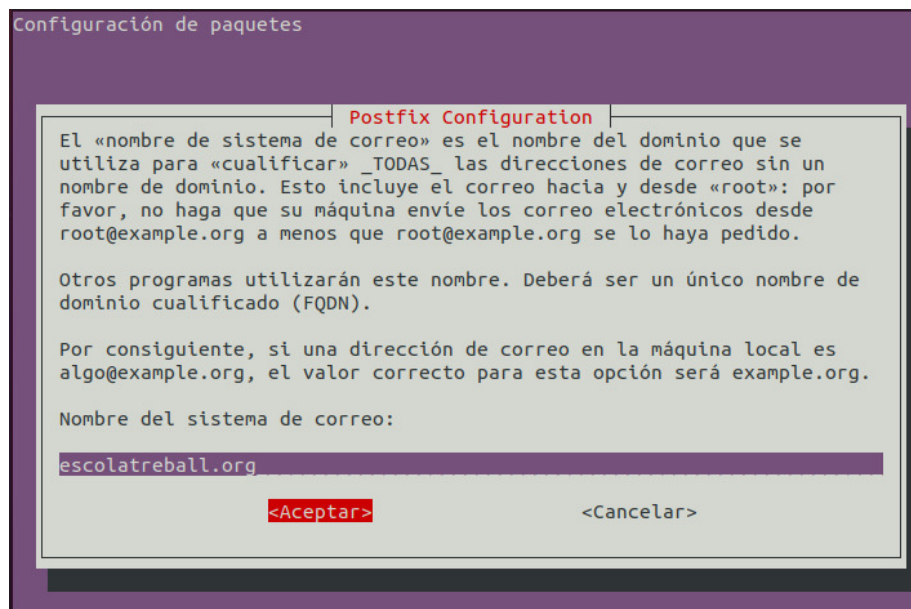 Configuración de paquetes
Postfix Configuration
El «nombre de sistema de correo» es el nombre del dominio que se
utiliza para «cualificar» _TODAS_ las direcciones de correo sin un
nombre de dominio. Esto incluye el correo hacia y desde «root»: por
favor, no haga que su máquina envíe los correo electrónicos desde
root@example.org a menos que root@example.org se lo haya pedido.
Otros programas utilizarán este nombre. Deberá ser un único nombre de
dominio cualificado (FQDN).
Por consiguiente, si una dirección de correo en la máquina local es
algo@example.org, el valor correcto para esta opción será example.org.
Nombre del sistema de correo:
escolatreball.org
<Aceptar> <Cancelar>